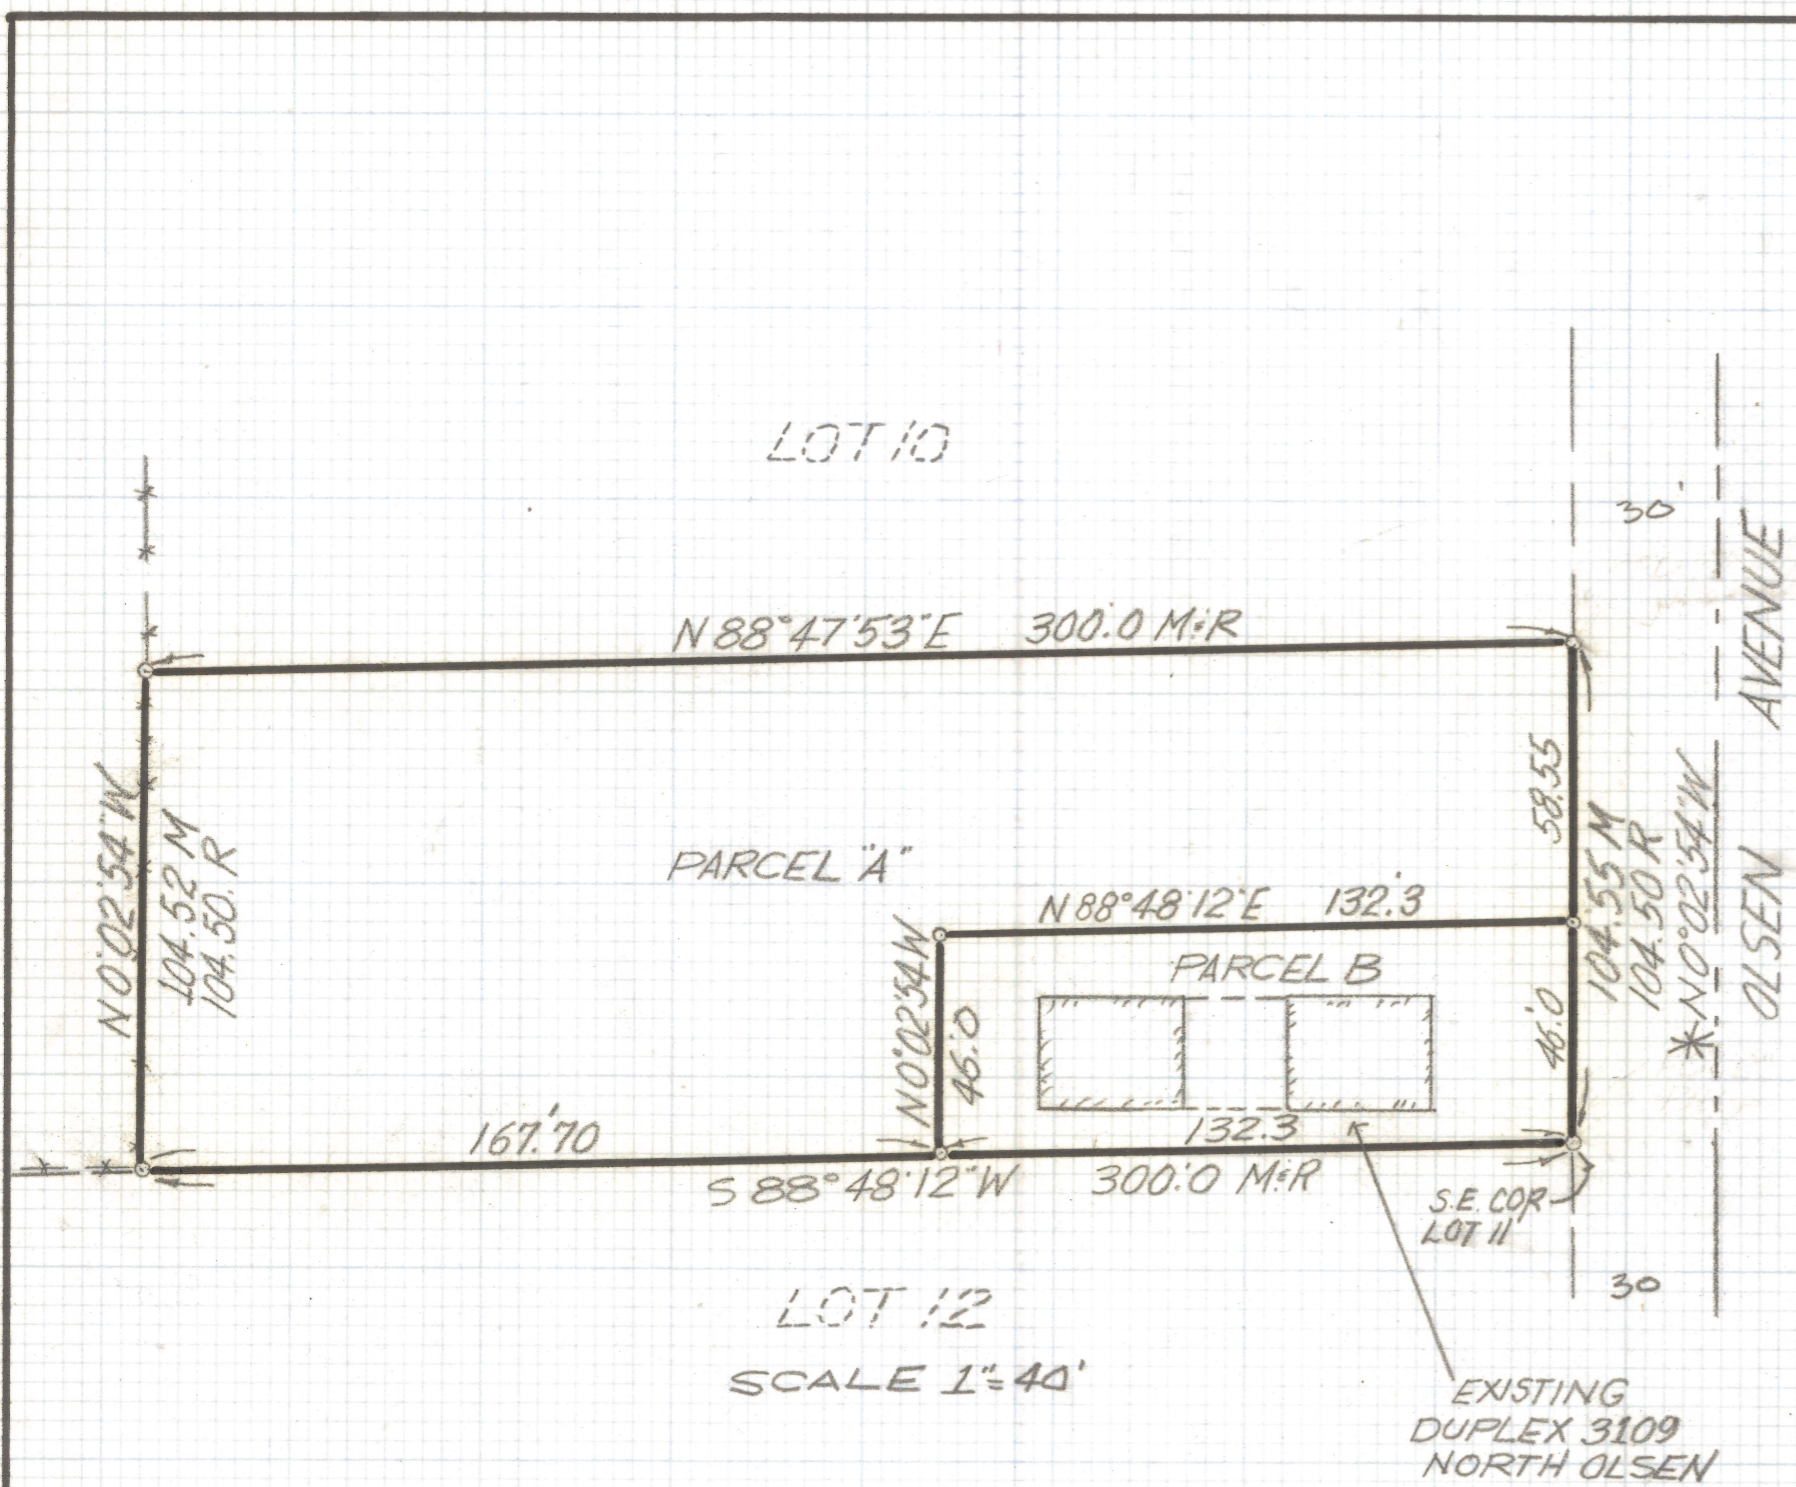 LOT 10
30'
AVENUE
N 88°47'53"E 300.0 M&R
N 0°02'54"W
104.52 M
104.50. R
58.55
104.55 M
104.50 R
*N0°02'54"W
OLSEN
PARCEL "A"
N 88°48'12"E 132.3
PARCEL B
N 0°02'54"W
46.0
46.0
167.70
132.3
S 88°48'12"W 300.0 M&R
S.E. COR
LOT 11
30
LOT 12
SCALE 1"=40'
EXISTING
DUPLEX 3109
NORTH OLSEN